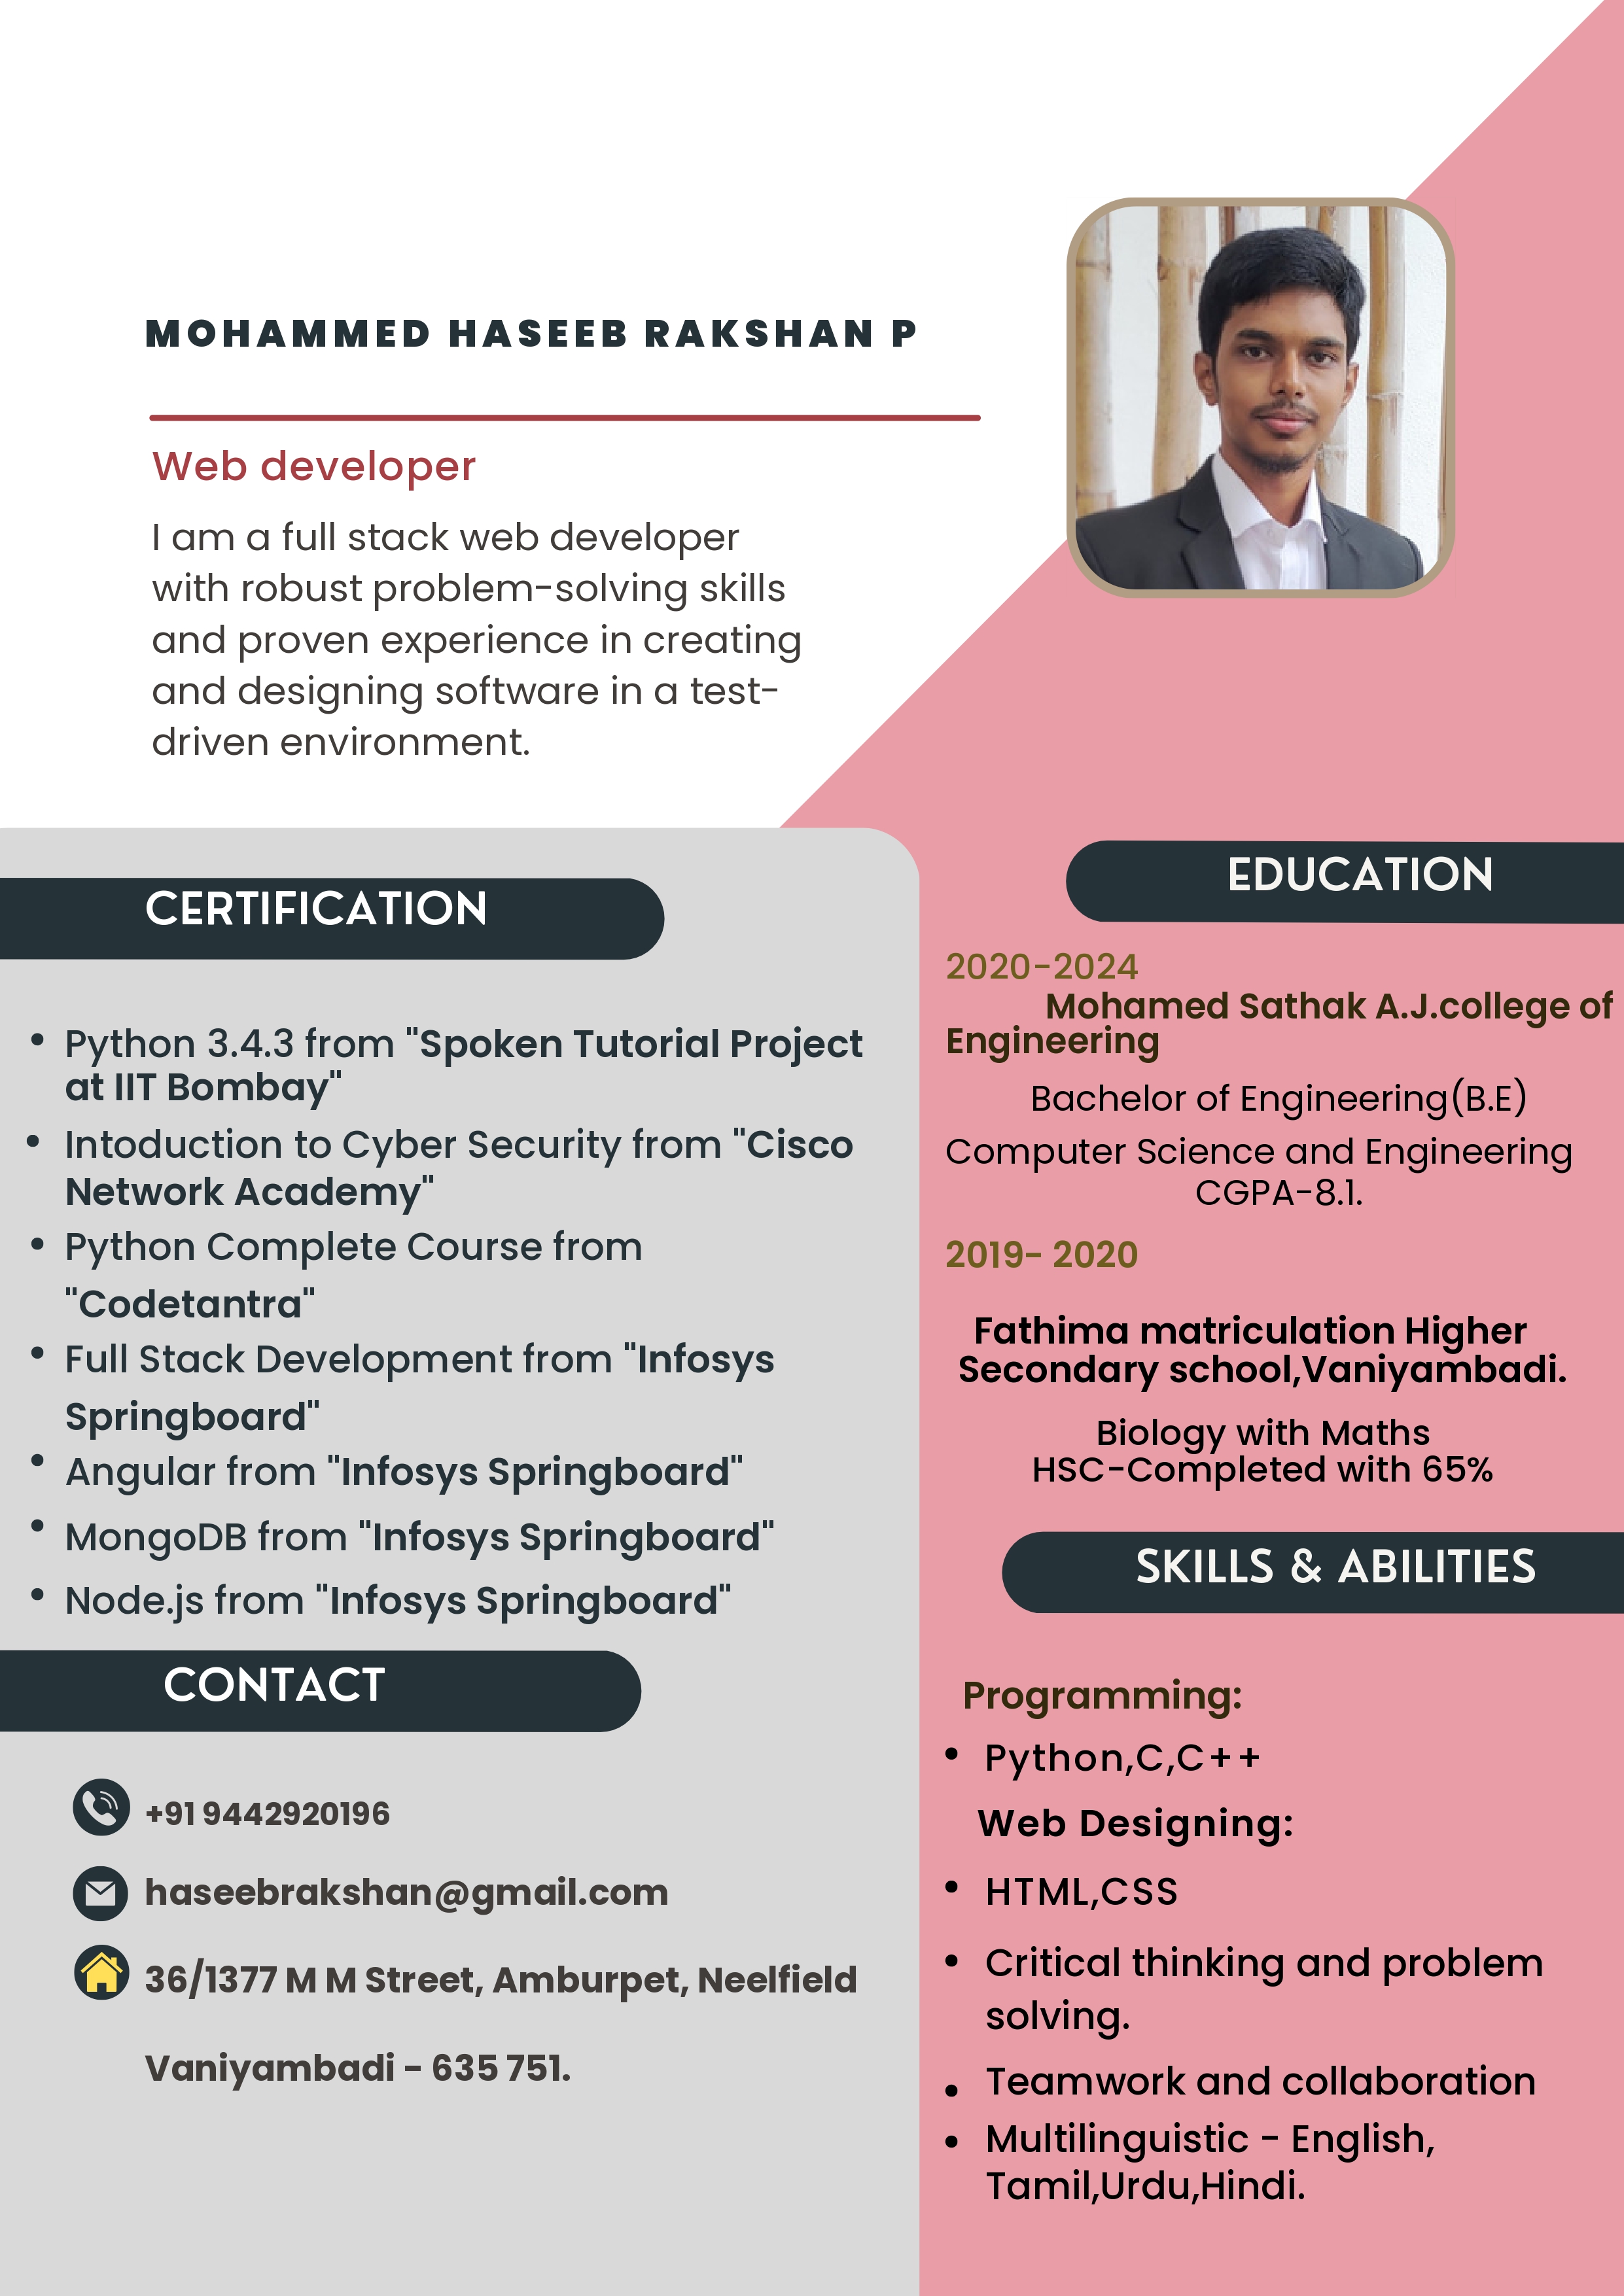 MOHAMMED HASEEB RAKSHAN P
Web developer
I am a full stack web developer
with robust problem-solving skills
and proven experience in creating
and designing software in a test-
driven environment.
CERTIFICATION
• Python 3.4.3 from "Spoken Tutorial Project
at IIT Bombay"
• Intoduction to Cyber Security from "Cisco
Network Academy"
• Python Complete Course from
"Codetantra"
• Full Stack Development from "Infosys
Springboard"
• Angular from "Infosys Springboard"
• MongoDB from "Infosys Springboard"
• Node.js from "Infosys Springboard"
CONTACT
+91 9442920196
haseebrakshan@gmail.com
36/1377 M M Street, Amburpet, Neelfield
Vaniyambadi - 635 751.
EDUCATION
2020-2024
Mohamed Sathak A.J.college of
Engineering
Bachelor of Engineering(B.E)
Computer Science and Engineering
CGPA-8.1.
2019- 2020
Fathima matriculation Higher
Secondary school,Vaniyambadi.
Biology with Maths
HSC-Completed with 65%
SKILLS & ABILITIES
Programming:
• Python,C,C++
Web Designing:
• HTML,CSS
• Critical thinking and problem
solving.
• Teamwork and collaboration
• Multilinguistic - English,
Tamil,Urdu,Hindi.